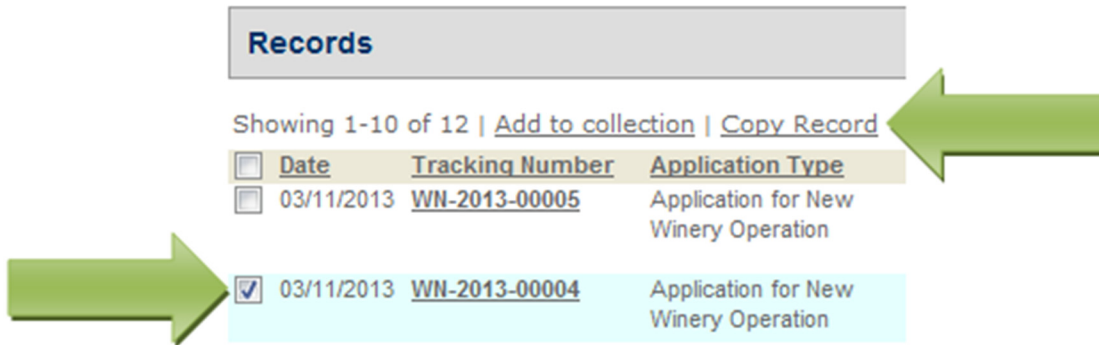 Records
Showing 1-10 of 12 | Add to collection | Copy Record
Date Tracking Number Application Type
03/11/2013 WN-2013-00005 Application for New
Winery Operation
03/11/2013 WN-2013-00004 Application for New
Winery Operation